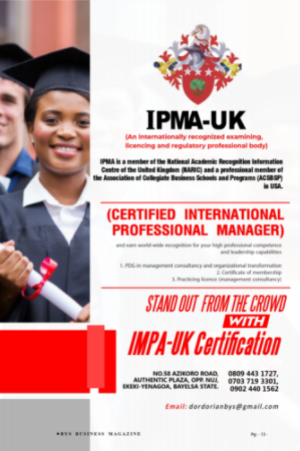 IPMA-UK
(An internationally recognized examining,
licencing and regulatory professional body)
IPMA is a member of the National Academic Recognition Information
Centre of the United Kingdom (NARIC) and a professional member of
the Association of Collegiate Business Schools and Programs (ACSBSP)
in USA.
(CERTIFIED INTERNATIONAL
PROFESSIONAL MANAGER)
and earn world-wide recognition for your high professional competence
and leadership capabilities
1. PDG-in management consultancy and organizational transformation
2. Certificate of membership
3. Practicing licence (management consultancy)
STAND OUT FROM THE CROWD
WITH
IMPA-UK Certification
NO.58 AZIKORO ROAD,
AUTHENTIC PLAZA, OPP. NUJ,
EKEKI-YENAGOA, BAYELSA STATE.
0809 443 1727,
0703 719 3301,
0902 440 1562
Email: dordorianbys@gmail.com
BYS BUSINESS MAGAZINE